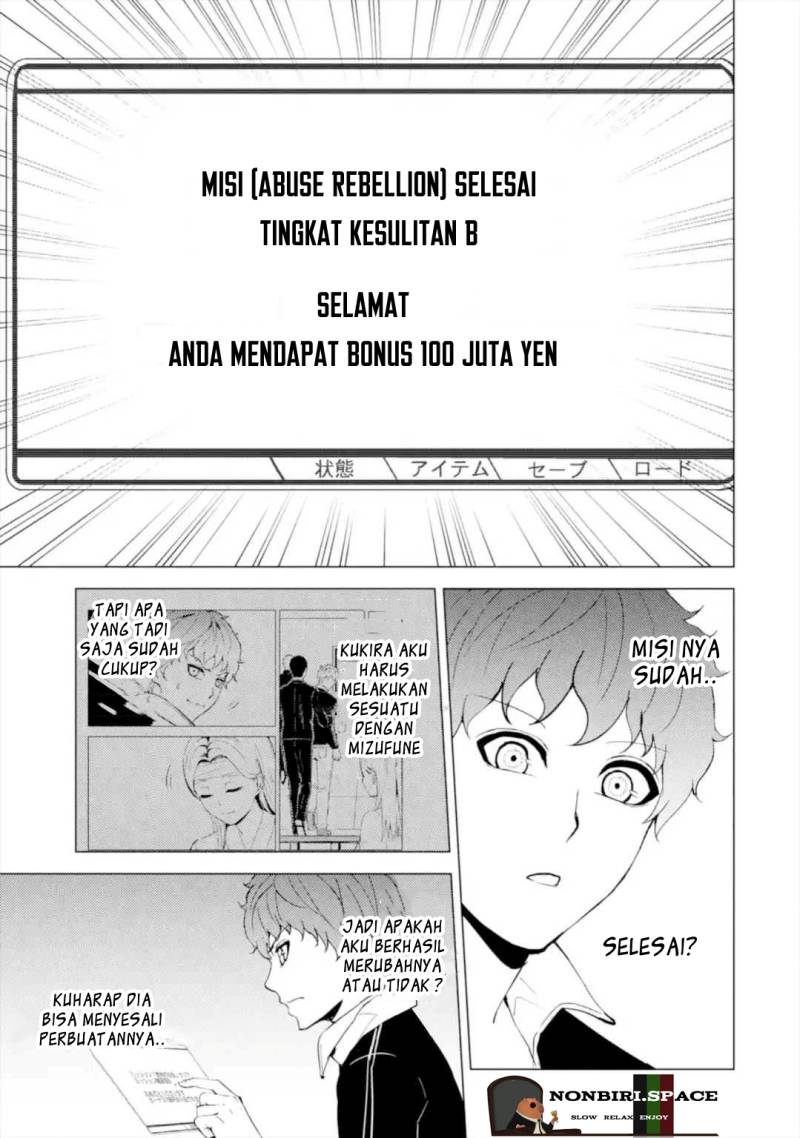 MISI (ABUSE REBELLION) SELESAI
TINGKAT KESULITAN B
SELAMAT
ANDA MENDAPAT BONUS 100 JUTA YEN
状態
アイテム
セーブ
ロード
MISI NYA
SUDAH..
SELESAI?
KUKIRA AKU
HARUS
MELAKUKAN
SESUATU
DENGAN
MIZUFUNE
TAPI APA
YANG TADI
SAJA SUDAH
CUKUP?
JADI APAKAH
AKU BERHASIL
MERUBAHNYA
ATAU TIDAK?
KUHARAP DIA
BISA MENYESALI
PERBUATANNYA..
NONBIRI.SPACE
SLOW RELAX ENJOY